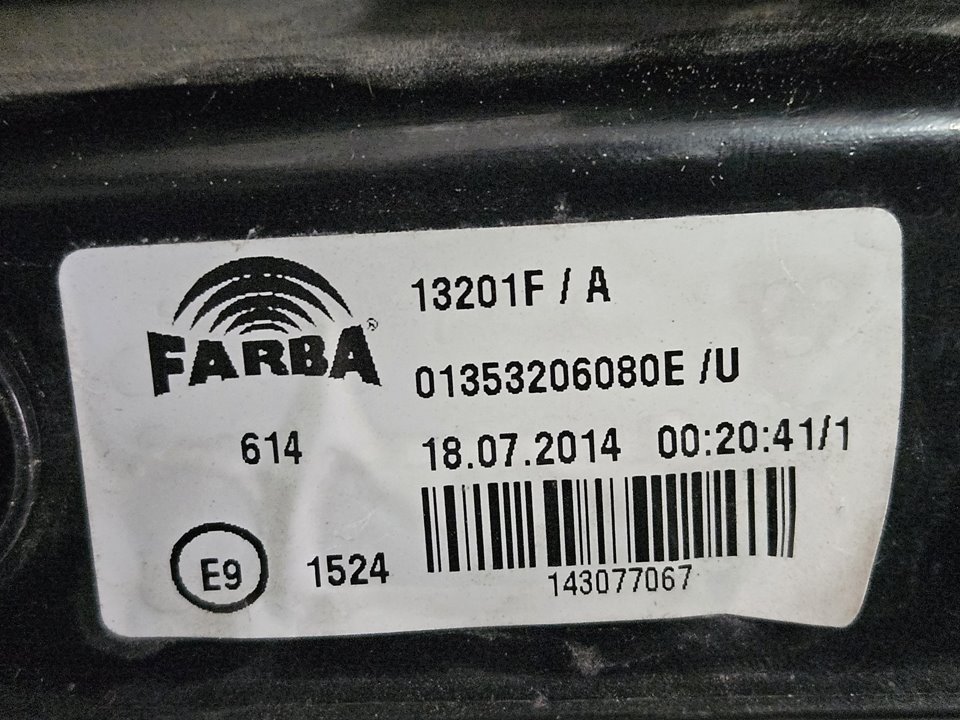 FARBA®
13201F / A
01353206080E /U
614
18.07.2014 00:20:41/1
E9
1524
143077067